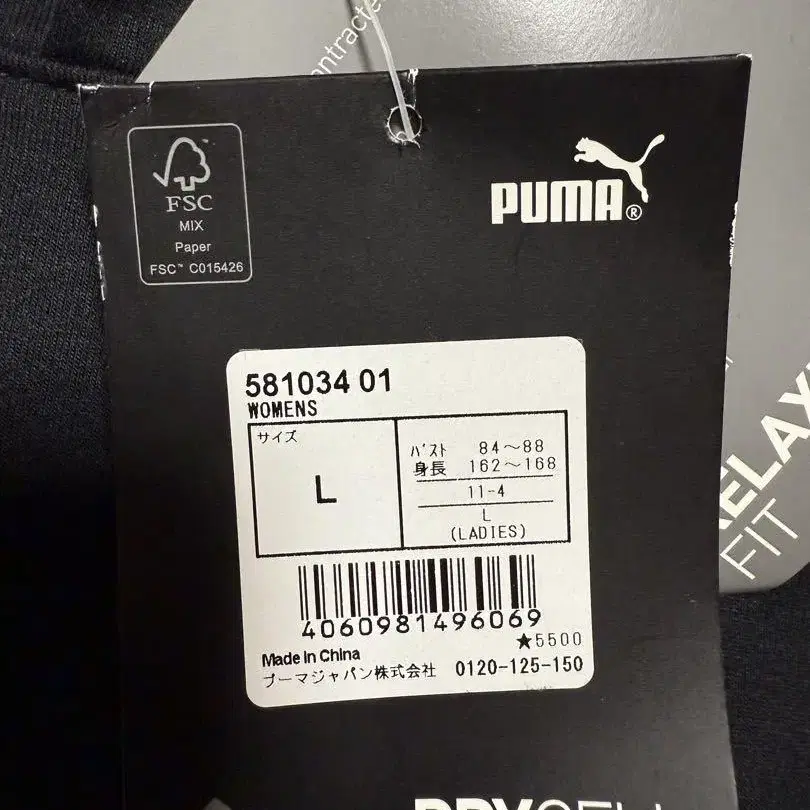 FSC
MIX
Paper
FSC™ C015426
PUMA®
581034 01
WOMENS
サイズ
L
バスト 84～88
身長 162～168
11-4
L
(LADIES)
4060981496069
★5500
Made in China
プーマジャパン株式会社 0120-125-150
RELAX
FIT